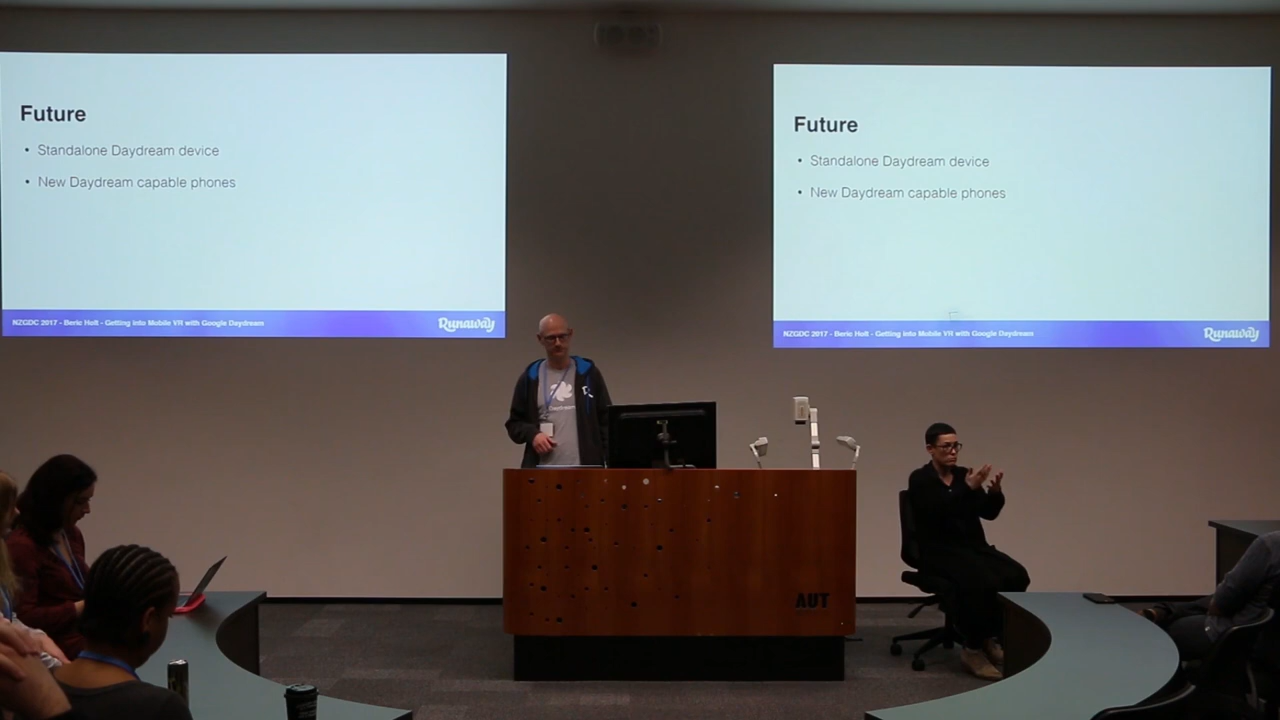 Future
• Standalone Daydream device
• New Daydream capable phones
NZGDC 2017 - Beric Holt - Getting into Mobile VR with Google Daydream
Runaway
Future
• Standalone Daydream device
• New Daydream capable phones
NZGDC 2017 - Beric Holt - Getting into Mobile VR with Google Daydream
Runaway
Daydream
AUT